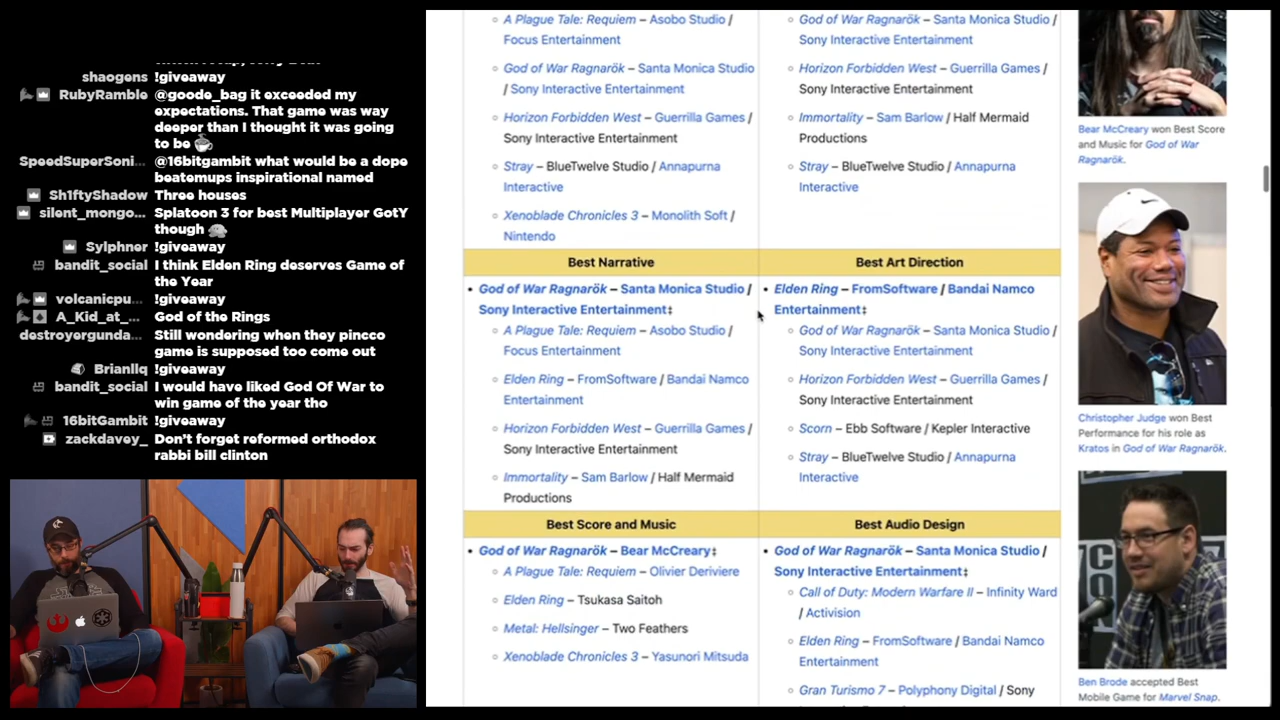 shaogens !giveaway
RubyRamble @goode_bag it exceeded my
expectations. That game was way
deeper than I thought it was going
to be
SpeedSuperSoni... @16bitgambit what would be a dope
beatemups inspirational named
Sh1ftyShadow Three houses
silent_mongo... Splatoon 3 for best Multiplayer GotY
though
Sylphner !giveaway
bandit_social I think Elden Ring deserves Game of
the Year
volcanicpu... !giveaway
A_Kid_at_... God of the Rings
destroyergunda... Still wondering when they pincco
game is supposed too come out
Brianllq !giveaway
bandit_social I would have liked God Of War to
win game of the year tho
16bitGambit !giveaway
zackdavey_ Don't forget reformed orthodox
rabbi bill clinton
A Plague Tale: Requiem – Asobo Studio /
Focus Entertainment
God of War Ragnarök – Santa Monica Studio
/ Sony Interactive Entertainment
Horizon Forbidden West – Guerrilla Games /
Sony Interactive Entertainment
Stray – BlueTwelve Studio / Annapurna
Interactive
Xenoblade Chronicles 3 – Monolith Soft /
Nintendo
God of War Ragnarök – Santa Monica Studio /
Sony Interactive Entertainment
Horizon Forbidden West – Guerrilla Games /
Sony Interactive Entertainment
Immortality – Sam Barlow / Half Mermaid
Productions
Stray – BlueTwelve Studio / Annapurna
Interactive
Best Narrative
God of War Ragnarök – Santa Monica Studio /
Sony Interactive Entertainment‡
A Plague Tale: Requiem – Asobo Studio /
Focus Entertainment
Elden Ring – FromSoftware / Bandai Namco
Entertainment
Horizon Forbidden West – Guerrilla Games /
Sony Interactive Entertainment
Immortality – Sam Barlow / Half Mermaid
Productions
Best Art Direction
Elden Ring – FromSoftware / Bandai Namco
Entertainment‡
God of War Ragnarök – Santa Monica Studio /
Sony Interactive Entertainment
Horizon Forbidden West – Guerrilla Games /
Sony Interactive Entertainment
Scorn – Ebb Software / Kepler Interactive
Stray – BlueTwelve Studio / Annapurna
Interactive
Best Score and Music
God of War Ragnarök – Bear McCreary‡
A Plague Tale: Requiem – Olivier Deriviere
Elden Ring – Tsukasa Saitoh
Metal: Hellsinger – Two Feathers
Xenoblade Chronicles 3 – Yasunori Mitsuda
Best Audio Design
God of War Ragnarök – Santa Monica Studio /
Sony Interactive Entertainment‡
Call of Duty: Modern Warfare II – Infinity Ward
/ Activision
Elden Ring – FromSoftware / Bandai Namco
Entertainment
Gran Turismo 7 – Polyphony Digital / Sony
Bear McCreary won Best Score
and Music for God of War
Ragnarök.
Christopher Judge won Best
Performance for his role as
Kratos in God of War Ragnarök.
Ben Brode accepted Best
Mobile Game for Marvel Snap.